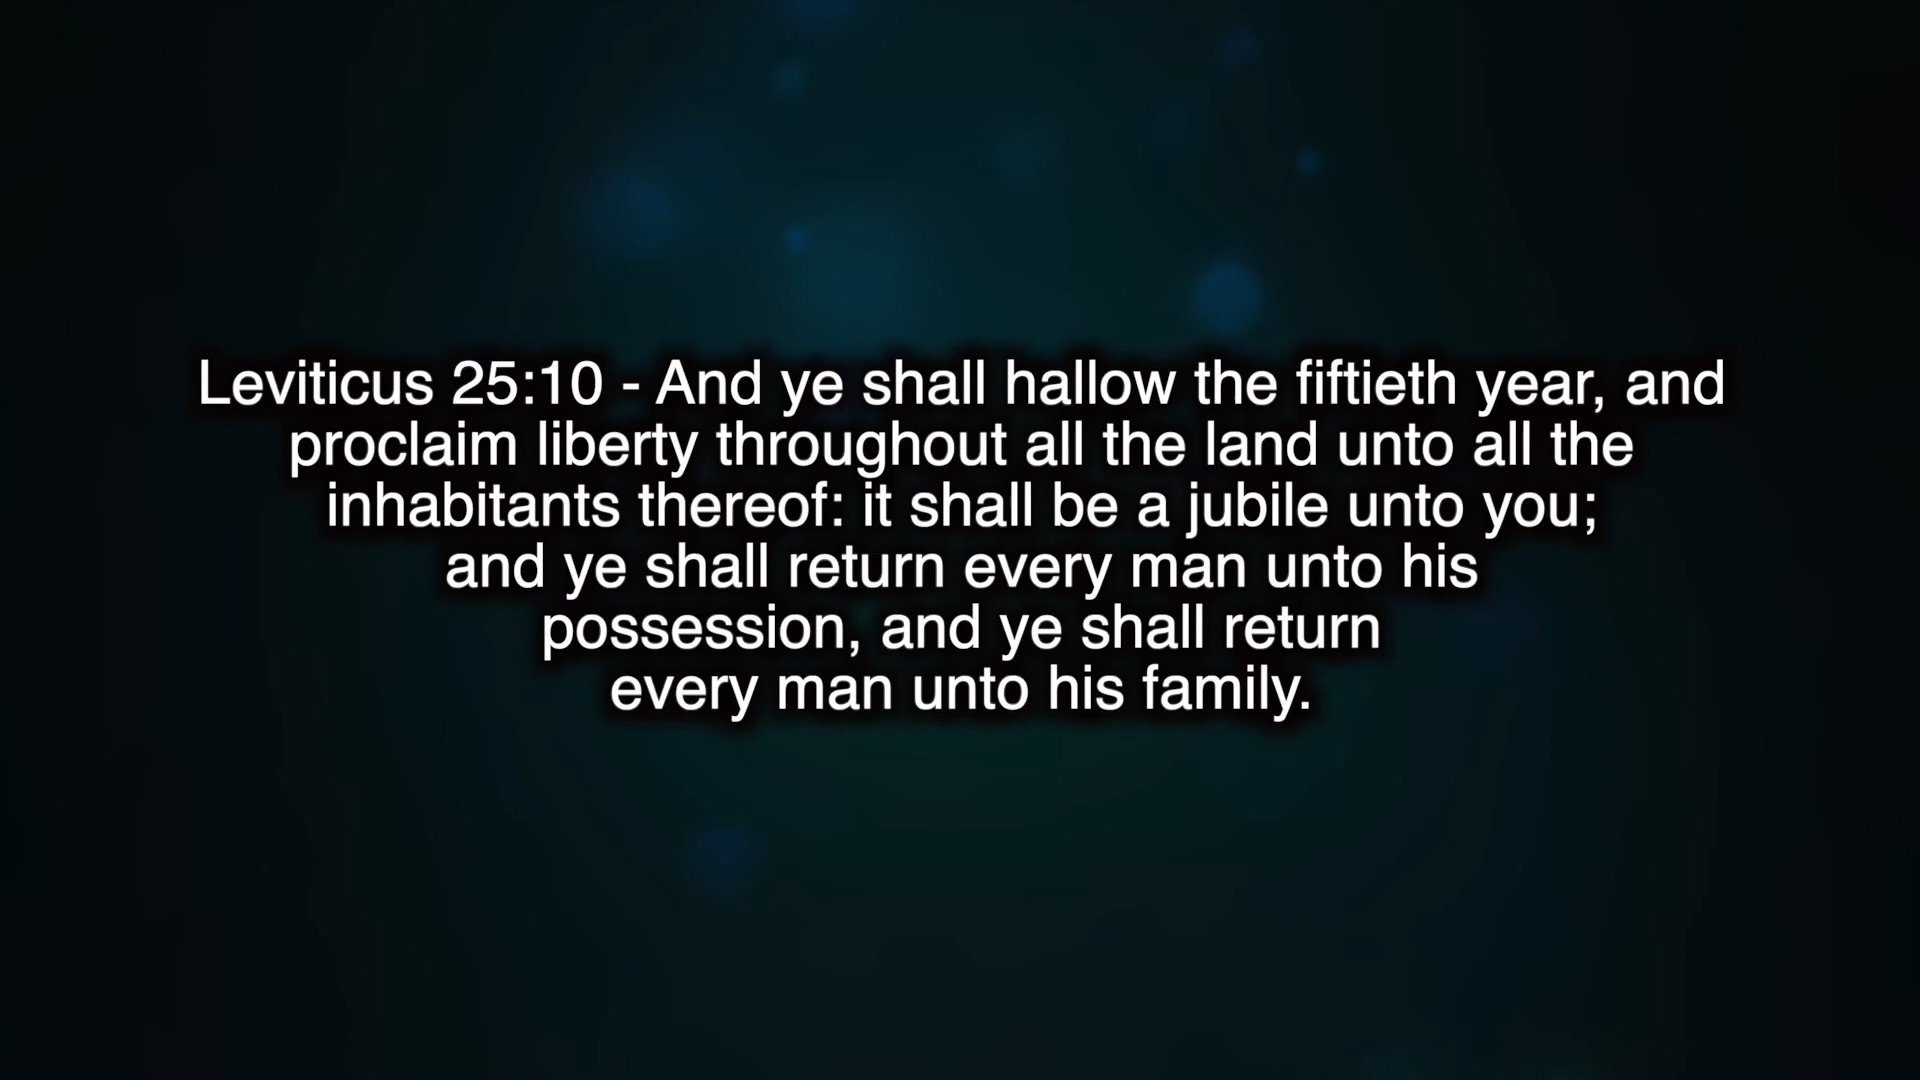 Leviticus 25:10 - And ye shall hallow the fiftieth year, and
proclaim liberty throughout all the land unto all the
inhabitants thereof: it shall be a jubile unto you;
and ye shall return every man unto his
possession, and ye shall return
every man unto his family.